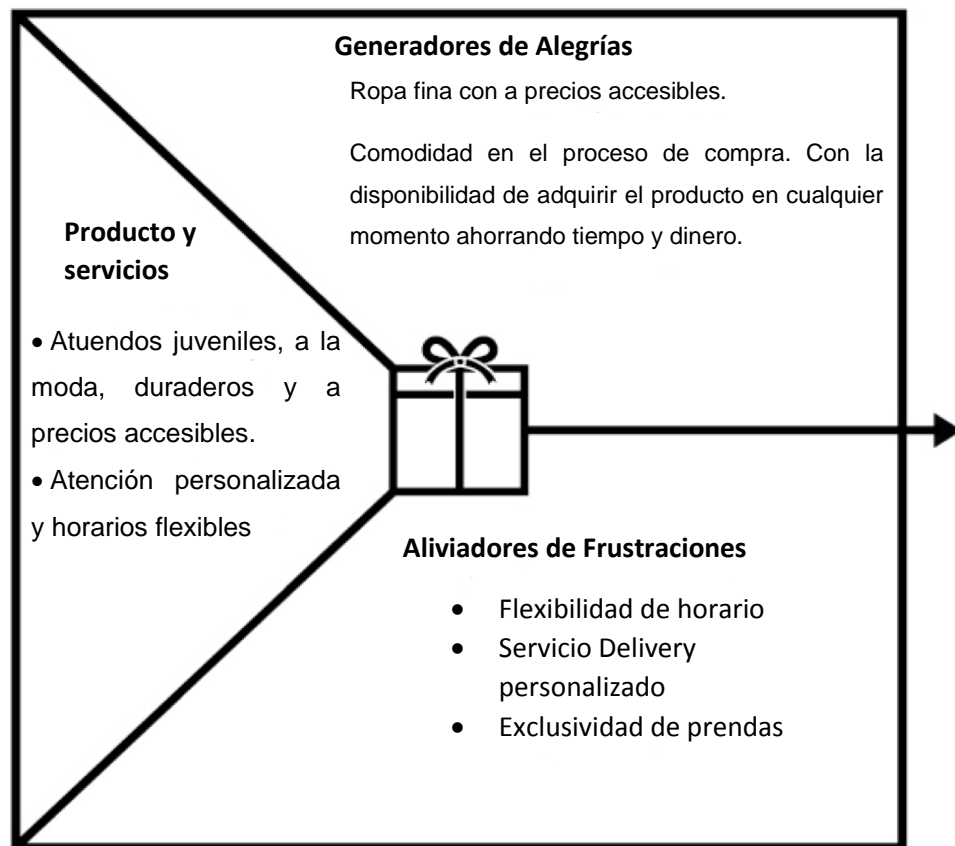 Generadores de Alegrías
Ropa fina con a precios accesibles.
Comodidad en el proceso de compra. Con la
disponibilidad de adquirir el producto en cualquier
momento ahorrando tiempo y dinero.
Producto y
servicios
• Atuendos juveniles, a la
moda, duraderos y a
precios accesibles.
• Atención personalizada
y horarios flexibles
Aliviadores de Frustraciones
• Flexibilidad de horario
• Servicio Delivery
personalizado
• Exclusividad de prendas